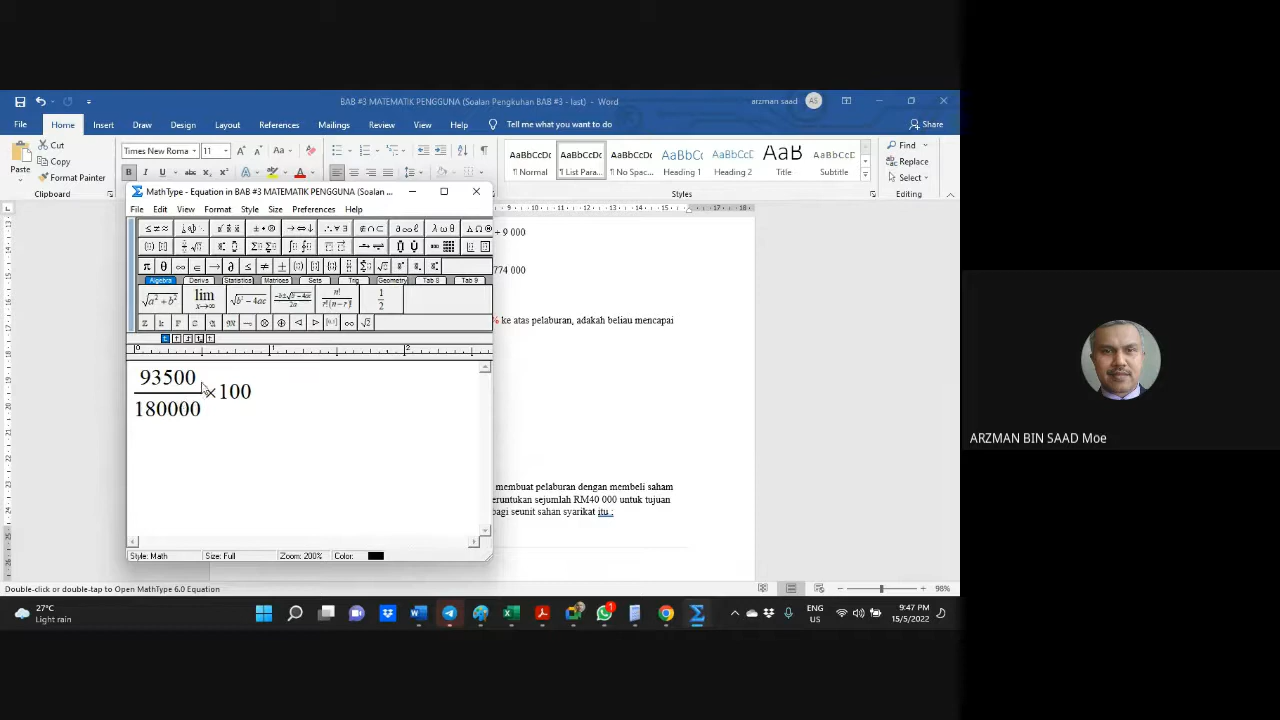 BAB #3 MATEMATIK PENGGUNA (Soalan Pengkuhan BAB #3 - last) - Word
arzman saad
AS
File Home Insert Draw Design Layout References Mailings Review View Help Tell me what you want to do
Share
Paste
Cut
Copy
Format Painter
Clipboard
Times New Roma
11
AaBbCcDc
¶ Normal
AaBbCcDc
¶ List Para...
AaBbCcDc
¶ No Spac...
AaBbCc
Heading 1
AaBbCcD
Heading 2
AaB
Title
AaBbCcD
Subtitle
Styles
Find
Replace
Select
Editing
MathType - Equation in BAB #3 MATEMATIK PENGGUNA (Soalan ...
File Edit View Format Style Size Preferences Help
Algebra Derivs Statistics Matrices Sets Trig Geometry Tab 8 Tab 9
93500
180000
×100
Style: Math Size: Full Zoom: 200% Color:
+ 9 000
774 000
% ke atas pelaburan, adakah beliau mencapai
membuat pelaburan dengan membeli saham
eruntukan sejumlah RM40 000 untuk tujuan
bagi seunit sahan syarikat itu :
Double-click or double-tap to Open MathType 6.0 Equation
98%
27°C
Light rain
ENG
US
9:47 PM
15/5/2022
ARZMAN BIN SAAD Moe